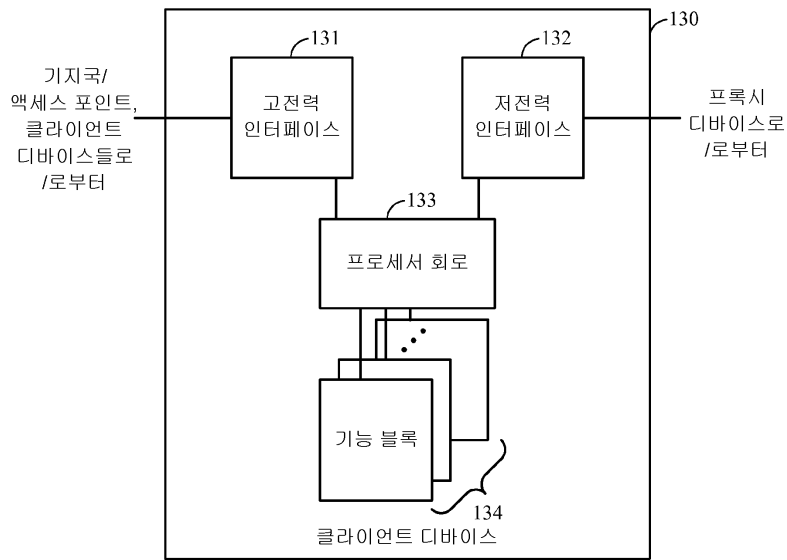 131
132
130
기지국/
액세스 포인트,
클라이언트
디바이스들로
/로부터
고전력
인터페이스
저전력
인터페이스
프록시
디바이스로
/로부터
133
프로세서 회로
기능 블록
134
클라이언트 디바이스